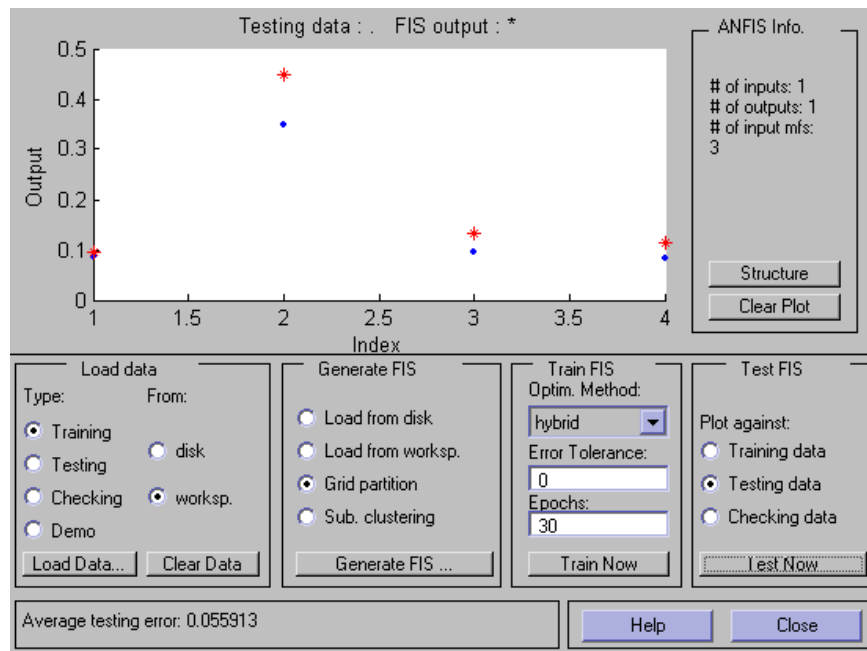 Testing data : .   FIS output : *
0.5
0.4
0.3
0.2
0.1
0
Output
1
1.5
2
2.5
3
3.5
4
Index
ANFIS Info.
# of inputs: 1
# of outputs: 1
# of input mfs:
3
Structure
Clear Plot
Load data
Type:
From:
Training
Testing
Checking
Demo
disk
worksp.
Load Data...
Clear Data
Generate FIS
Load from disk
Load from worksp.
Grid partition
Sub. clustering
Generate FIS ...
Train FIS
Optim. Method:
hybrid
Error Tolerance:
0
Epochs:
30
Train Now
Test FIS
Plot against:
Training data
Testing data
Checking data
Test Now
Average testing error: 0.055913
Help
Close